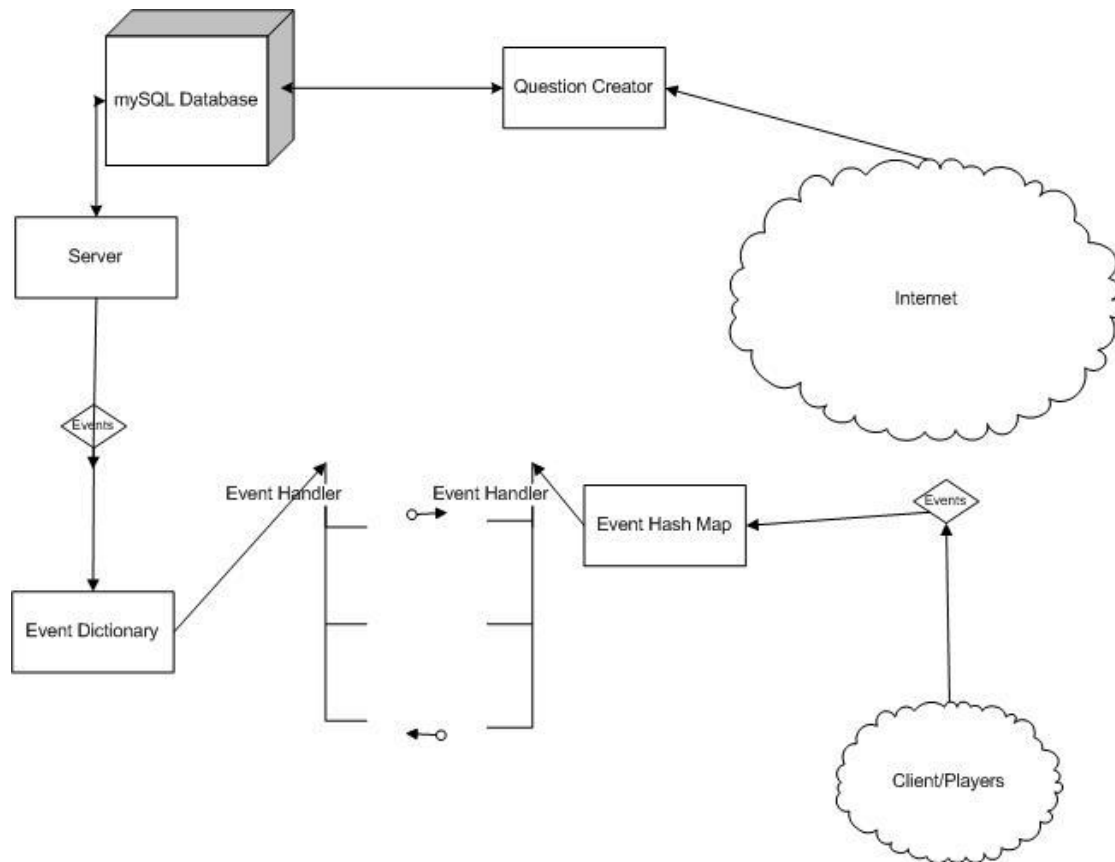 mySQL Database
Question Creator
Server
Internet
Events
Event Handler
Event Handler
Event Hash Map
Events
Event Dictionary
Client/Players